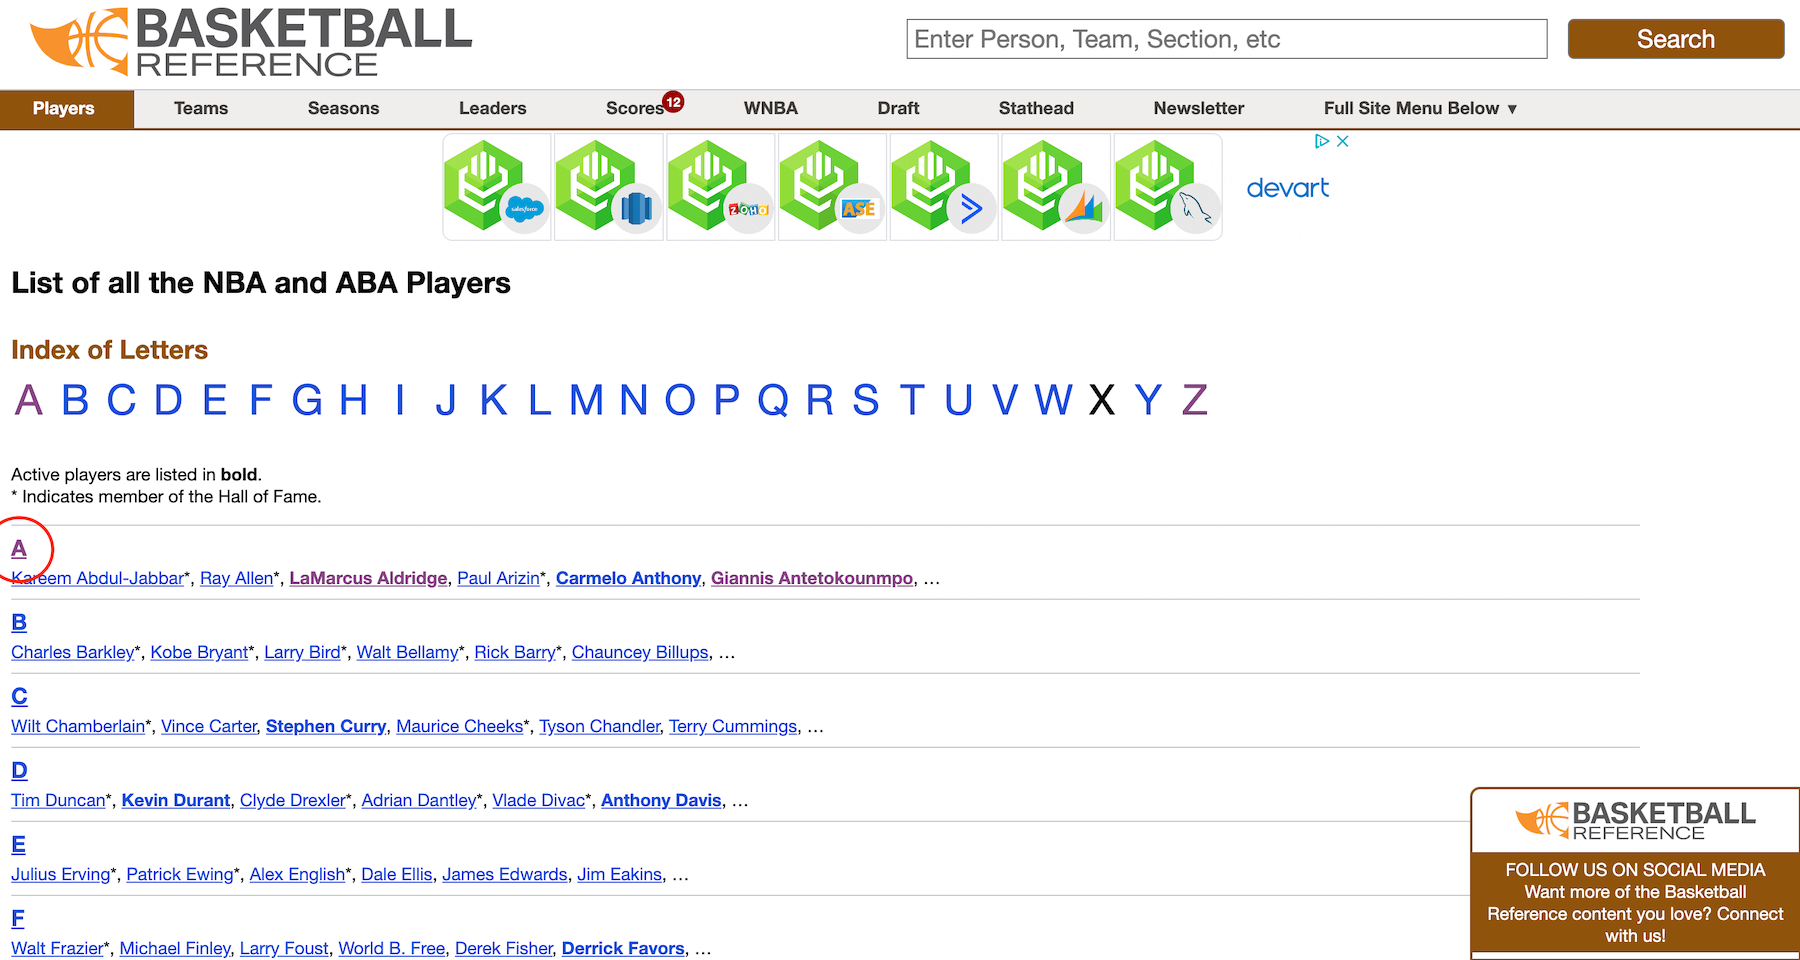 BASKETBALL
REFERENCE
Enter Person, Team, Section, etc
Search
Players Teams Seasons Leaders Scores 12 WNBA Draft Stathead Newsletter Full Site Menu Below ▼
salesforce
ZOHO
ASE
devart
List of all the NBA and ABA Players
Index of Letters
A B C D E F G H I J K L M N O P Q R S T U V W X Y Z
Active players are listed in bold.
* Indicates member of the Hall of Fame.
A
Kareem Abdul-Jabbar*, Ray Allen*, LaMarcus Aldridge, Paul Arizin*, Carmelo Anthony, Giannis Antetokounmpo, ...
B
Charles Barkley*, Kobe Bryant*, Larry Bird*, Walt Bellamy*, Rick Barry*, Chauncey Billups, ...
C
Wilt Chamberlain*, Vince Carter, Stephen Curry, Maurice Cheeks*, Tyson Chandler, Terry Cummings, ...
D
Tim Duncan*, Kevin Durant, Clyde Drexler*, Adrian Dantley*, Vlade Divac*, Anthony Davis, ...
E
Julius Erving*, Patrick Ewing*, Alex English*, Dale Ellis, James Edwards, Jim Eakins, ...
F
Walt Frazier*, Michael Finley, Larry Foust, World B. Free, Derek Fisher, Derrick Favors, ...
BASKETBALL
REFERENCE
FOLLOW US ON SOCIAL MEDIA
Want more of the Basketball
Reference content you love? Connect
with us!